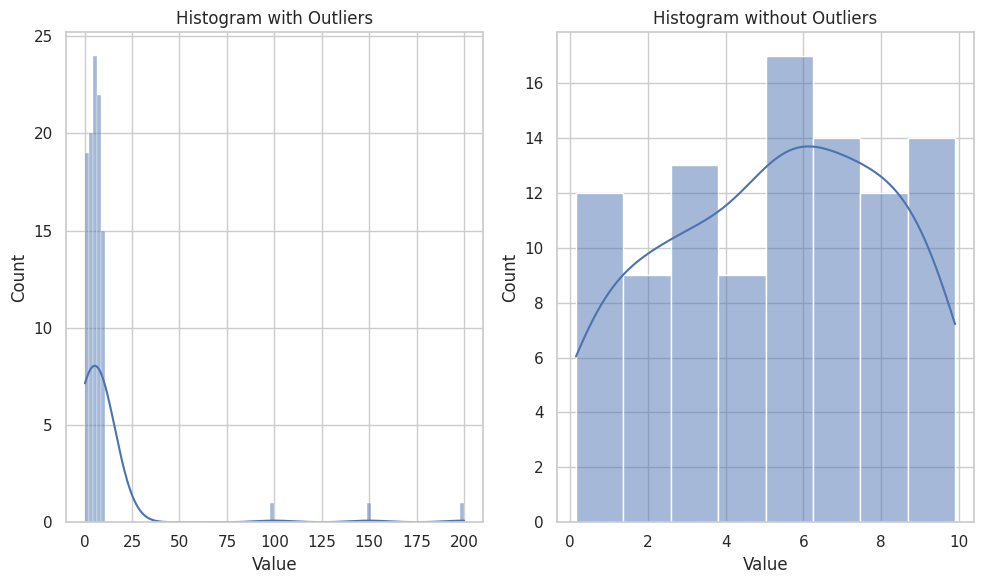 Histogram with Outliers
25
20
15
10
5
0
Count
0 25 50 75 100 125 150 175 200
Value
Histogram without Outliers
16
14
12
10
8
6
4
2
0
Count
0 2 4 6 8 10
Value